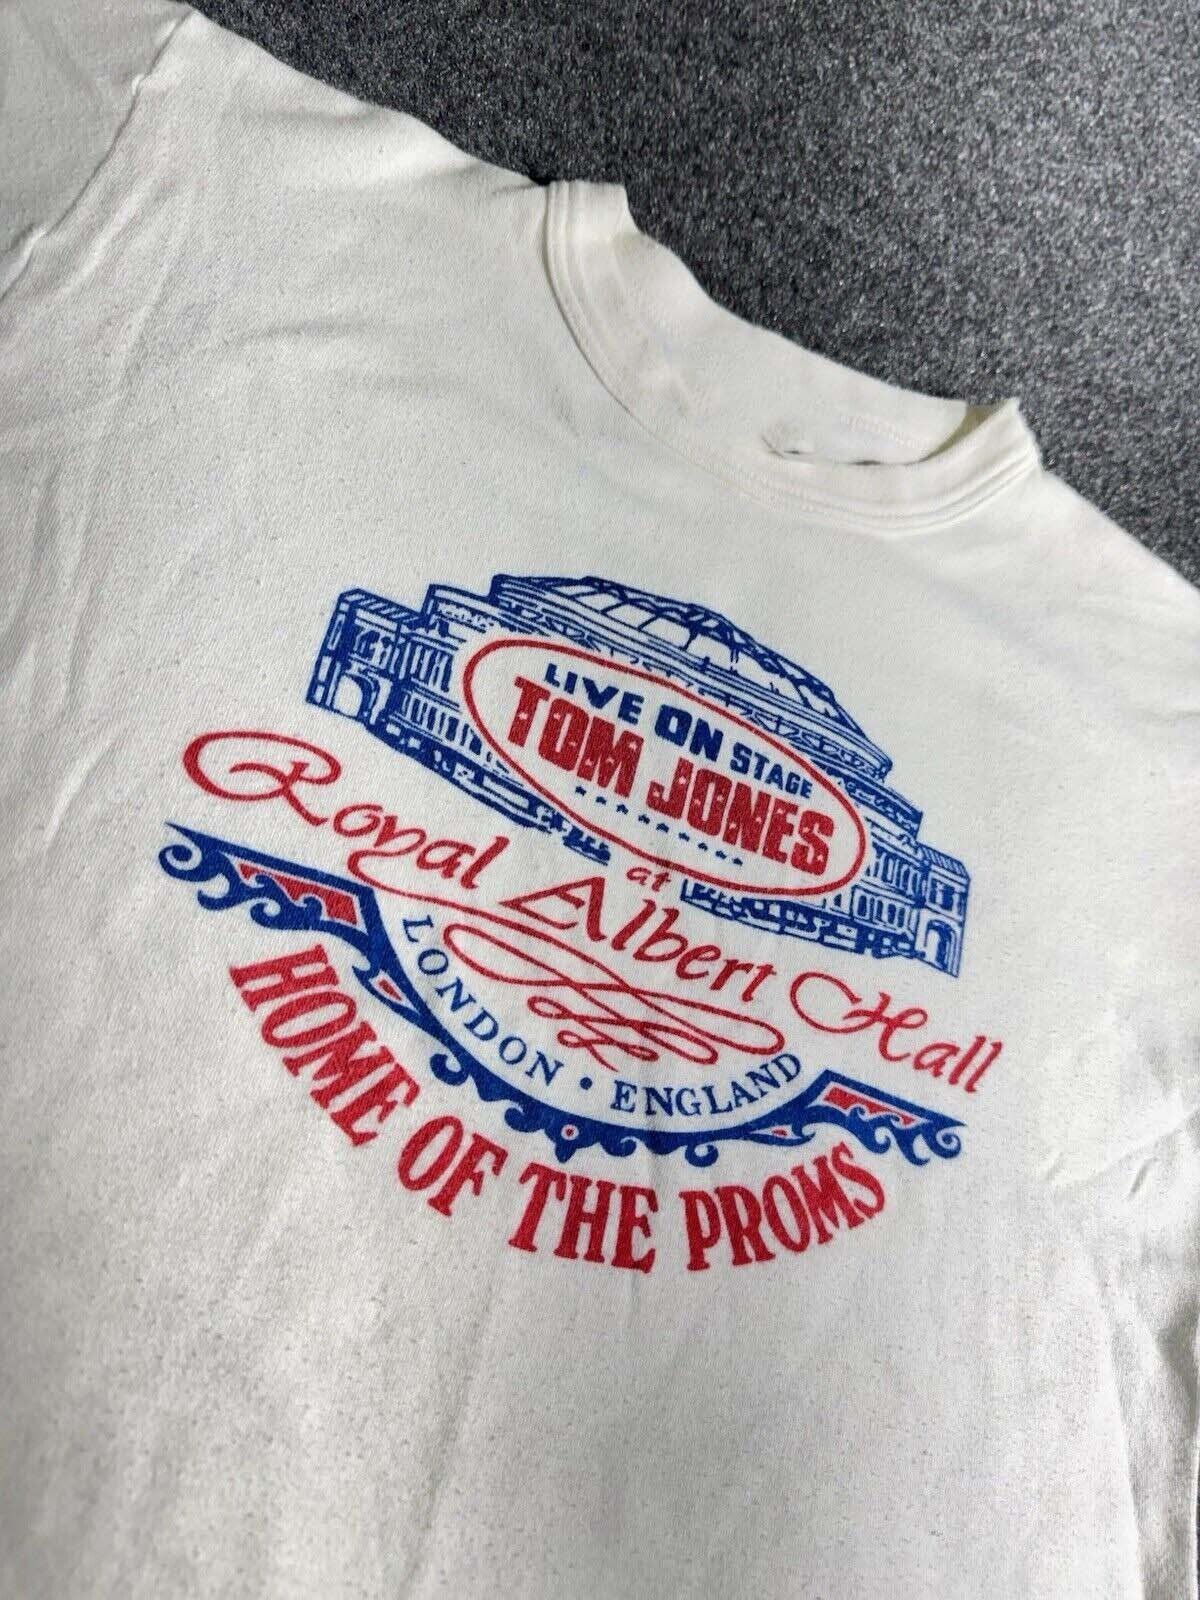 LIVE ON STAGE
TOM JONES
at
Royal Albert Hall
LONDON • ENGLAND
HOME OF THE PROMS